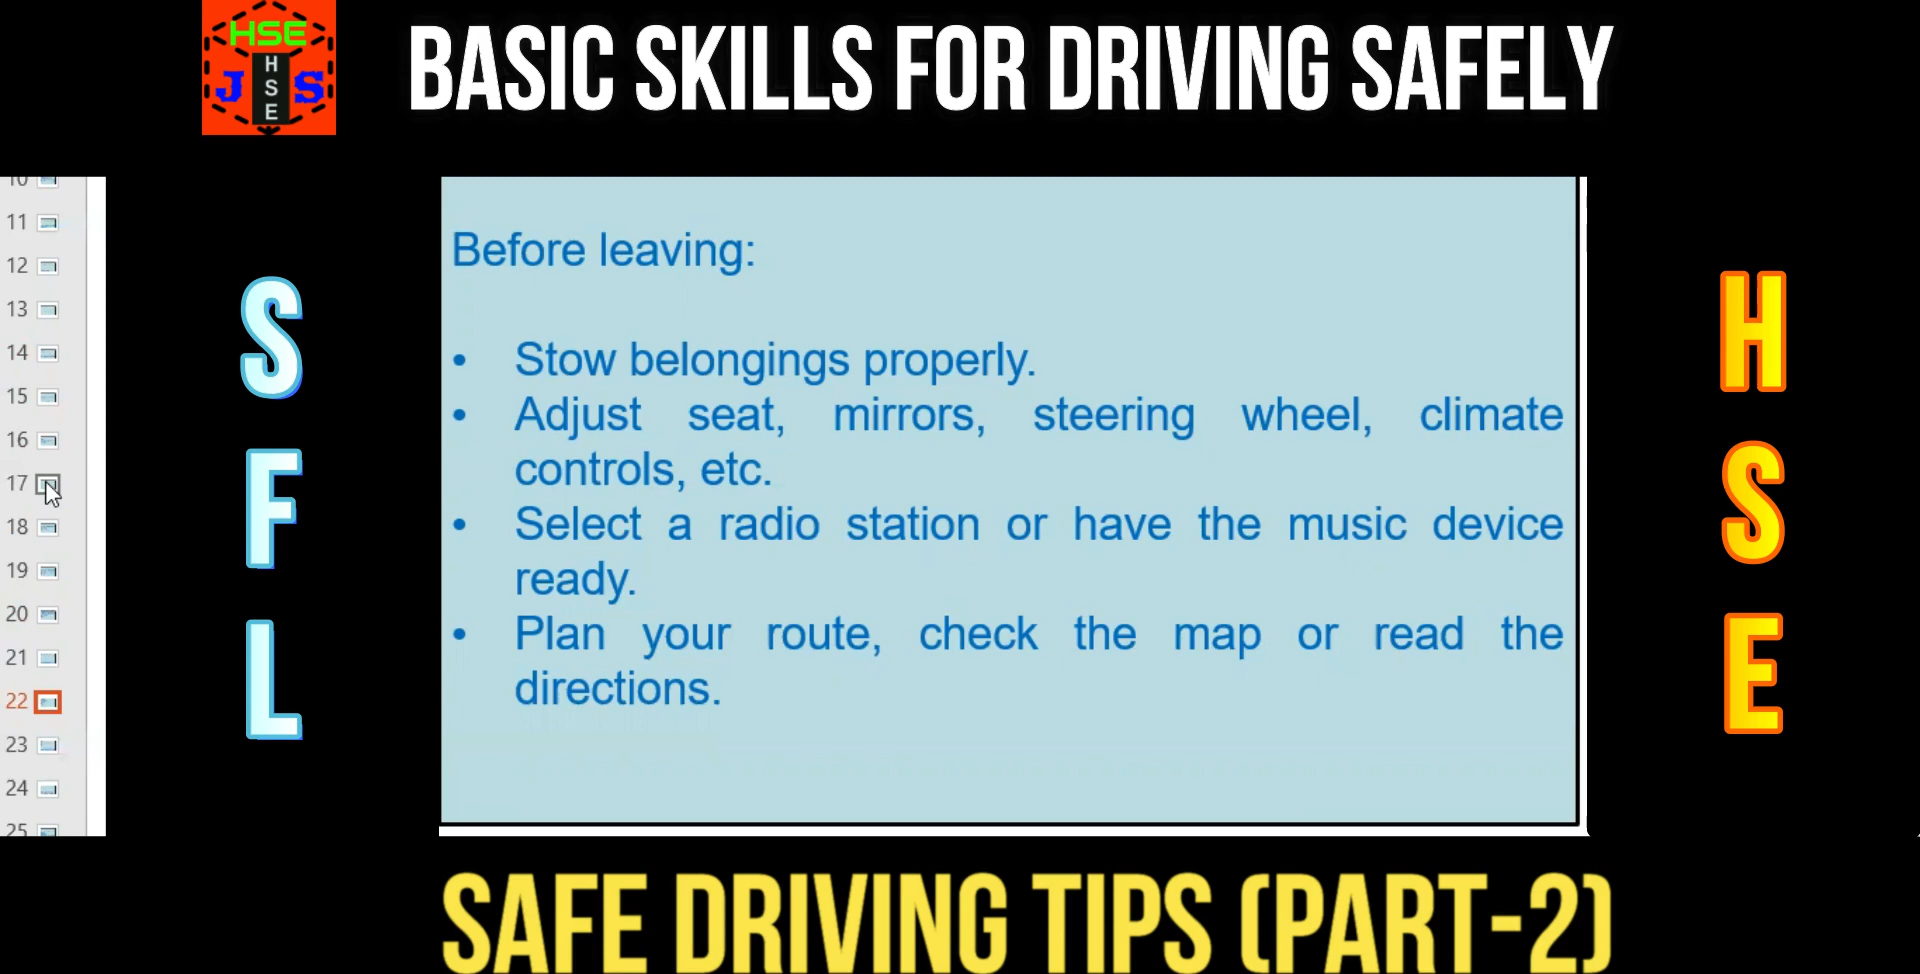 HSE
J S
H
S
E
BASIC SKILLS FOR DRIVING SAFELY
10
11
12
13
14
15
16
17
18
19
20
21
22
23
24
25
S
F
L
Before leaving:
• Stow belongings properly.
• Adjust seat, mirrors, steering wheel, climate
controls, etc.
• Select a radio station or have the music device
ready.
• Plan your route, check the map or read the
directions.
H
S
E
SAFE DRIVING TIPS (PART-2)